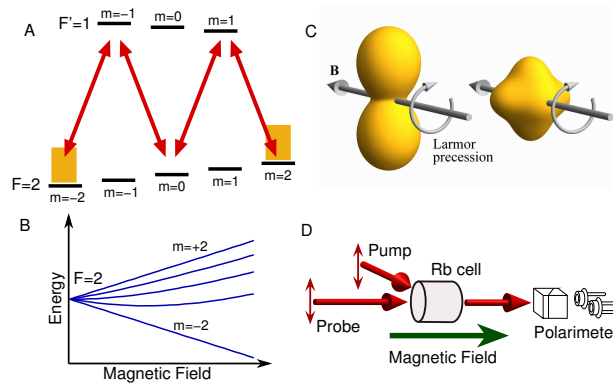 A
F'=1
m=−1
m=0
m=1
F=2
m=−2
m=−1
m=0
m=1
m=2
B
Energy
F=2
m=+2
m=−2
Magnetic Field
C
B
Larmor
precession
D
Pump
Rb cell
Probe
Magnetic Field
Polarimete